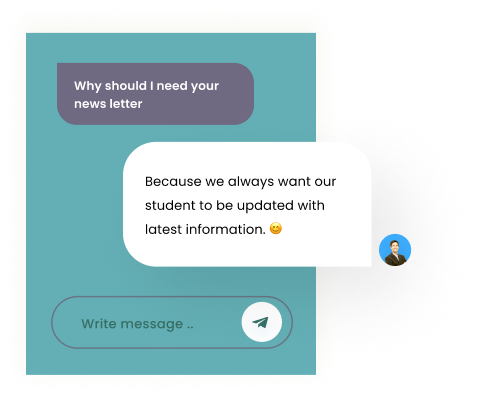 Why should I need your
news letter
Because we always want our
student to be updated with
latest information. 😊
Write message ..